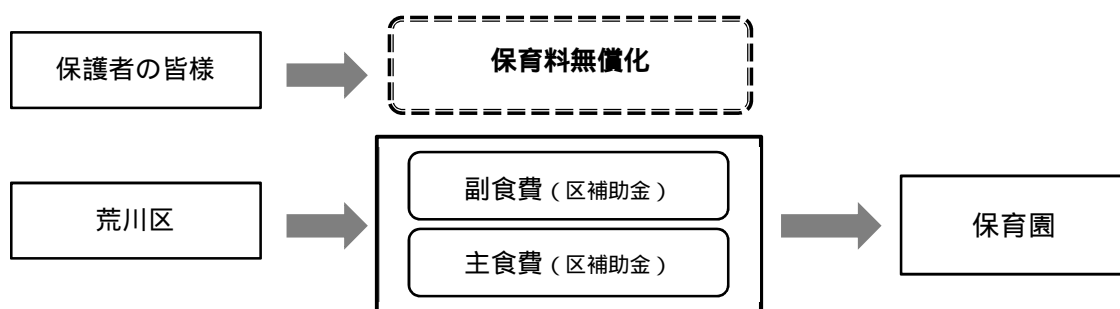 保護者の皆様
保育料無償化
荒川区
副食費（区補助金）
主食費（区補助金）
保育園